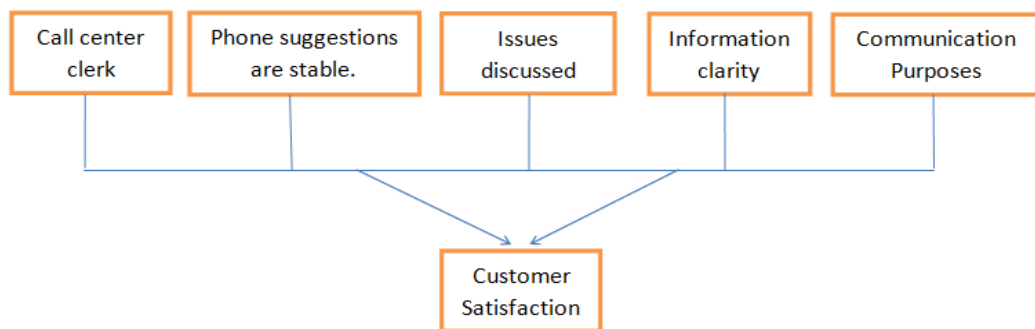 Call center
clerk
Phone suggestions
are stable.
Issues
discussed
Information
clarity
Communication
Purposes
Customer
Satisfaction